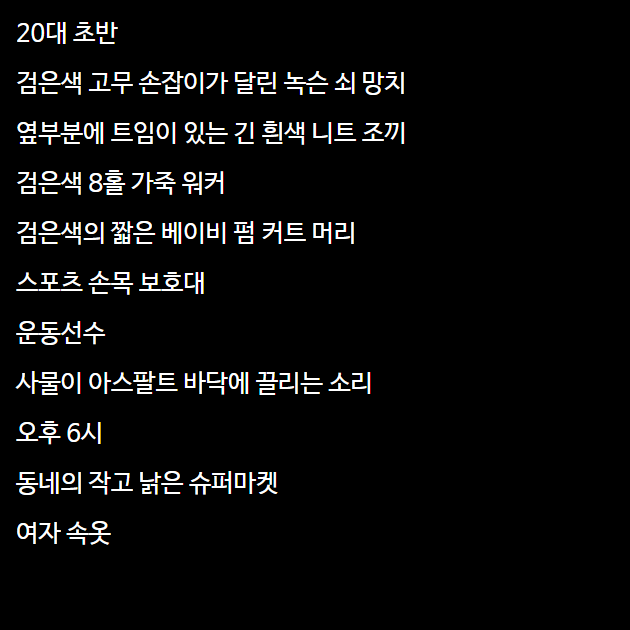 20대 초반
검은색 고무 손잡이가 달린 녹슨 쇠 망치
옆부분에 트임이 있는 긴 흰색 니트 조끼
검은색 8홀 가죽 워커
검은색의 짧은 베이비 펌 커트 머리
스포츠 손목 보호대
운동선수
사물이 아스팔트 바닥에 끌리는 소리
오후 6시
동네의 작고 낡은 슈퍼마켓
여자 속옷